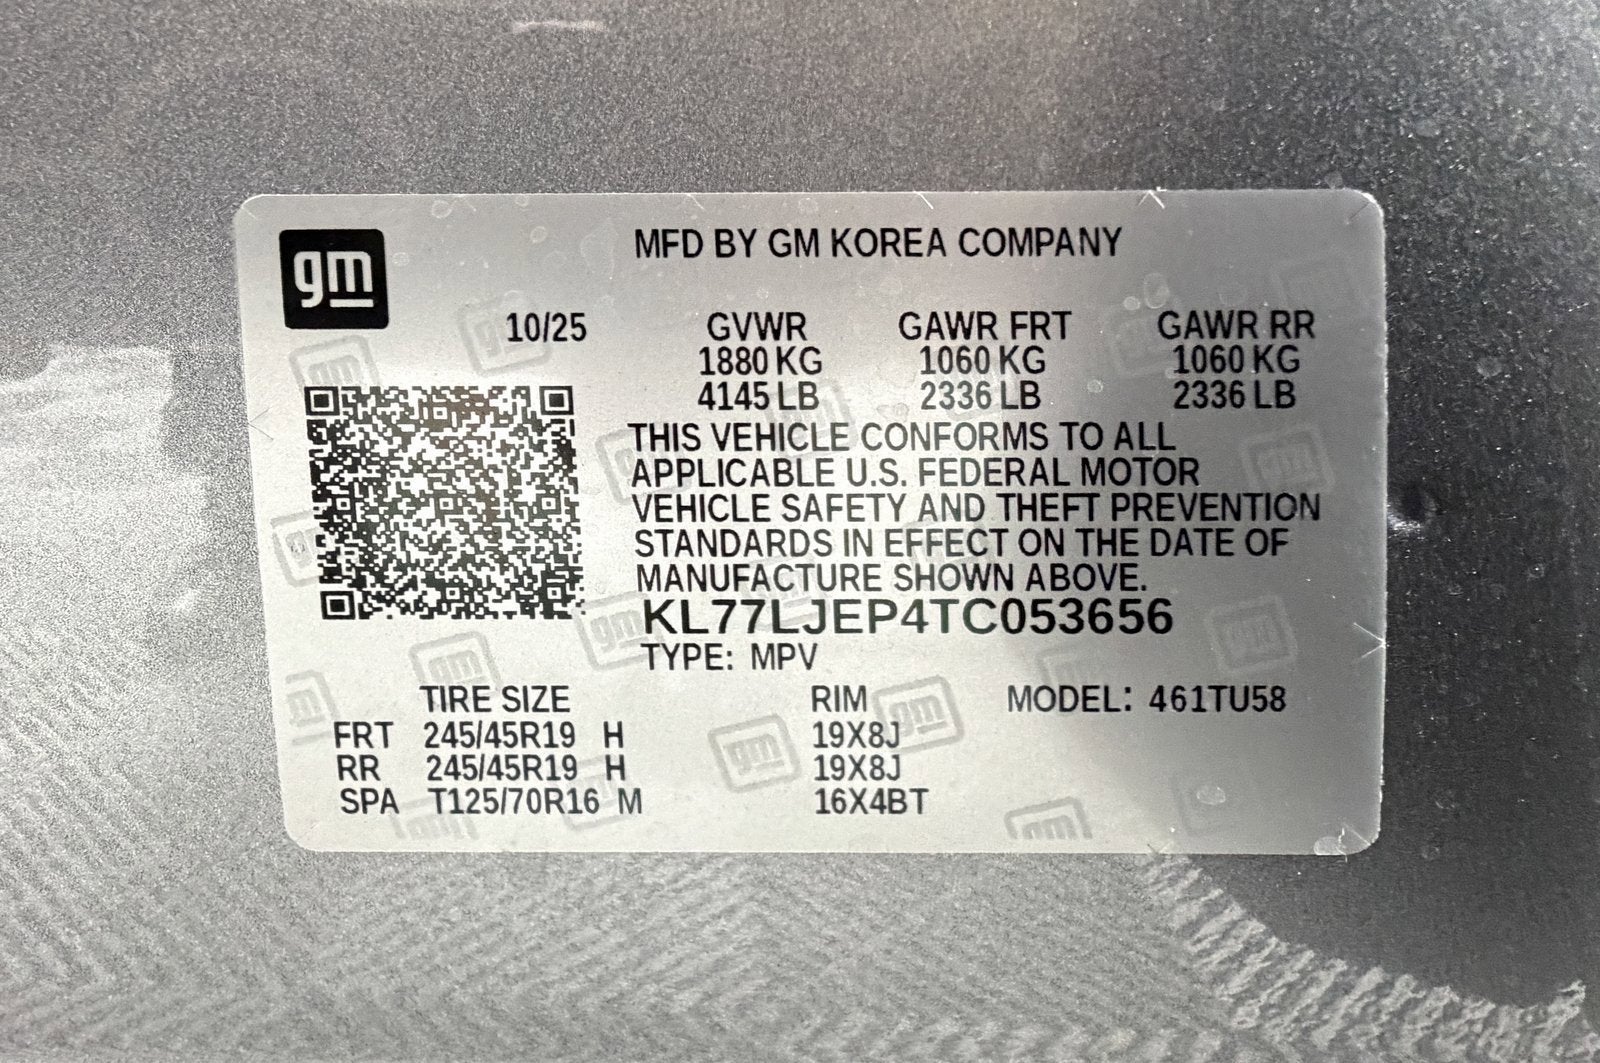 gm
MFD BY GM KOREA COMPANY
10/25 GVWR GAWR FRT GAWR RR
1880 KG 1060 KG 1060 KG
4145 LB 2336 LB 2336 LB
THIS VEHICLE CONFORMS TO ALL
APPLICABLE U.S. FEDERAL MOTOR
VEHICLE SAFETY AND THEFT PREVENTION
STANDARDS IN EFFECT ON THE DATE OF
MANUFACTURE SHOWN ABOVE.
KL77LJEP4TC053656
TYPE: MPV
TIRE SIZE RIM MODEL: 461TU58
FRT 245/45R19 H 19X8J
RR 245/45R19 H 19X8J
SPA T125/70R16 M 16X4BT